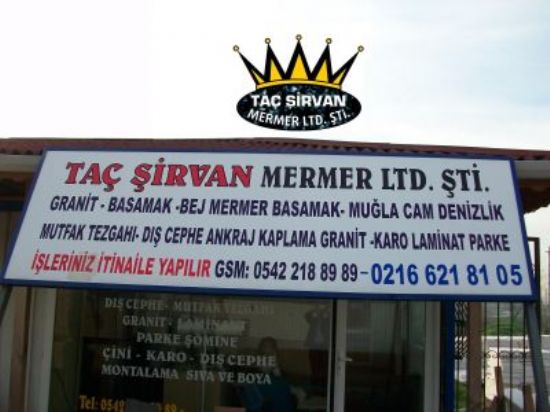 TAÇ ŞİRVAN
MERMER LTD. ŞTİ.
TAÇ ŞİRVAN MERMER LTD. ŞTİ.
GRANİT - BASAMAK -BEJ MERMER BASAMAK- MUĞLA CAM DENİZLİK
MUTFAK TEZGAHI- DIŞ CEPHE ANKRAJ KAPLAMA GRANİT -KARO LAMİNAT PARKE
İŞLERİNİZ İTİNAİLE YAPILIR GSM: 0542 218 89 89 - 0216 621 81 05
DIŞ CEPHE- MUTFAK TEZGAHI
GRANİT- LAMİNANT
PARKE ŞÖMİNE
ÇİNİ - KARO - DIŞ CEPHE
MONTALAMA SIVA VE BOYA
Tel: 0542